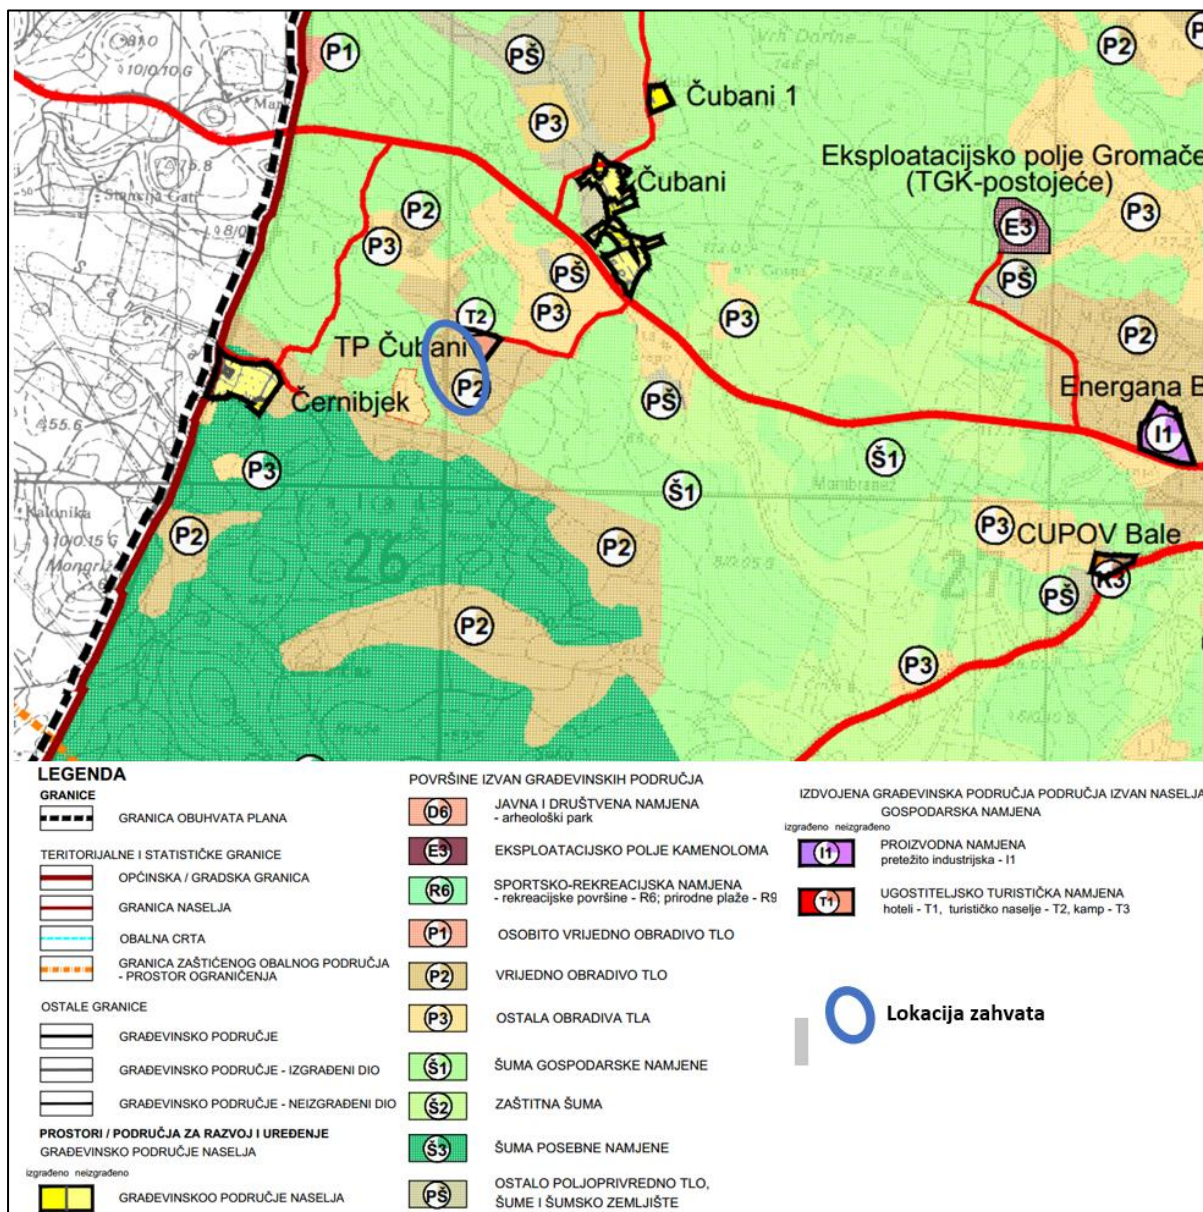 P1
PŠ
P2
P3
Čubani 1
Čubani
Eksploatacijsko polje Gromače
(TGK-postojeće)
E3
P3
PŠ
P2
P3
PŠ
P3
P3
P2
T2
TP Čubani
P2
Černibjek
PŠ
Energana B
I1
Š1
Š1
P3
P2
P2
26
P2
P3
CUPOV Bale
K3
PŠ
27
P3
LEGENDA
GRANICE
GRANICA OBUHVATA PLANA
TERITORIJALNE I STATISTIČKE GRANICE
OPĆINSKA / GRADSKA GRANICA
GRANICA NASELJA
OBALNA CRTA
GRANICA ZAŠTIĆENOG OBALNOG PODRUČJA
- PROSTOR OGRANIČENJA
OSTALE GRANICE
GRAĐEVINSKO PODRUČJE
GRAĐEVINSKO PODRUČJE - IZGRAĐENI DIO
GRAĐEVINSKO PODRUČJE - NEIZGRAĐENI DIO
PROSTORI / PODRUČJA ZA RAZVOJ I UREĐENJE
GRAĐEVINSKO PODRUČJE NASELJA
izgrađeno neizgrađeno
GRAĐEVINSKOO PODRUČJE NASELJA
POVRŠINE IZVAN GRAĐEVINSKIH PODRUČJA
D6 JAVNA I DRUŠTVENA NAMJENA
- arheološki park
E3 EKSPLOATACIJSKO POLJE KAMENOLOMA
R6 SPORTSKO-REKREACIJSKA NAMJENA
- rekreacijske površine - R6; prirodne plaže - R9
P1 OSOBITO VRIJEDNO OBRADIVO TLO
P2 VRIJEDNO OBRADIVO TLO
P3 OSTALA OBRADIVA TLA
Š1 ŠUMA GOSPODARSKE NAMJENE
Š2 ZAŠTITNA ŠUMA
Š3 ŠUMA POSEBNE NAMJENE
PŠ OSTALO POLJOPRIVREDNO TLO,
ŠUME I ŠUMSKO ZEMLJIŠTE
IZDVOJENA GRAĐEVINSKA PODRUČJA PODRUČJA IZVAN NASELJA
GOSPODARSKA NAMJENA
izgrađeno neizgrađeno
I1 PROIZVODNA NAMJENA
pretežito industrijska - I1
T1 UGOSTITELJSKO TURISTIČKA NAMJENA
hoteli - T1, turističko naselje - T2, kamp - T3
Lokacija zahvata